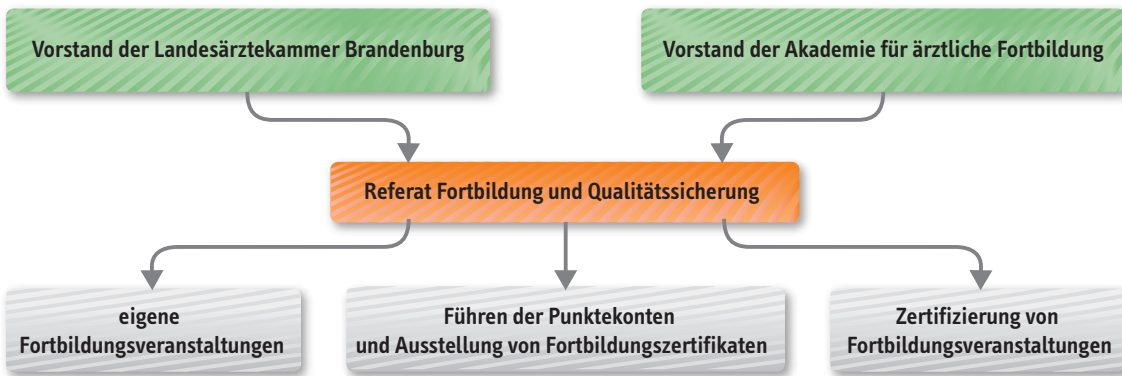 Vorstand der Landesärztekammer Brandenburg
Vorstand der Akademie für ärztliche Fortbildung
Referat Fortbildung und Qualitätssicherung
eigene
Fortbildungsveranstaltungen
Führen der Punktekonten
und Ausstellung von Fortbildungszertifikaten
Zertifizierung von
Fortbildungsveranstaltungen